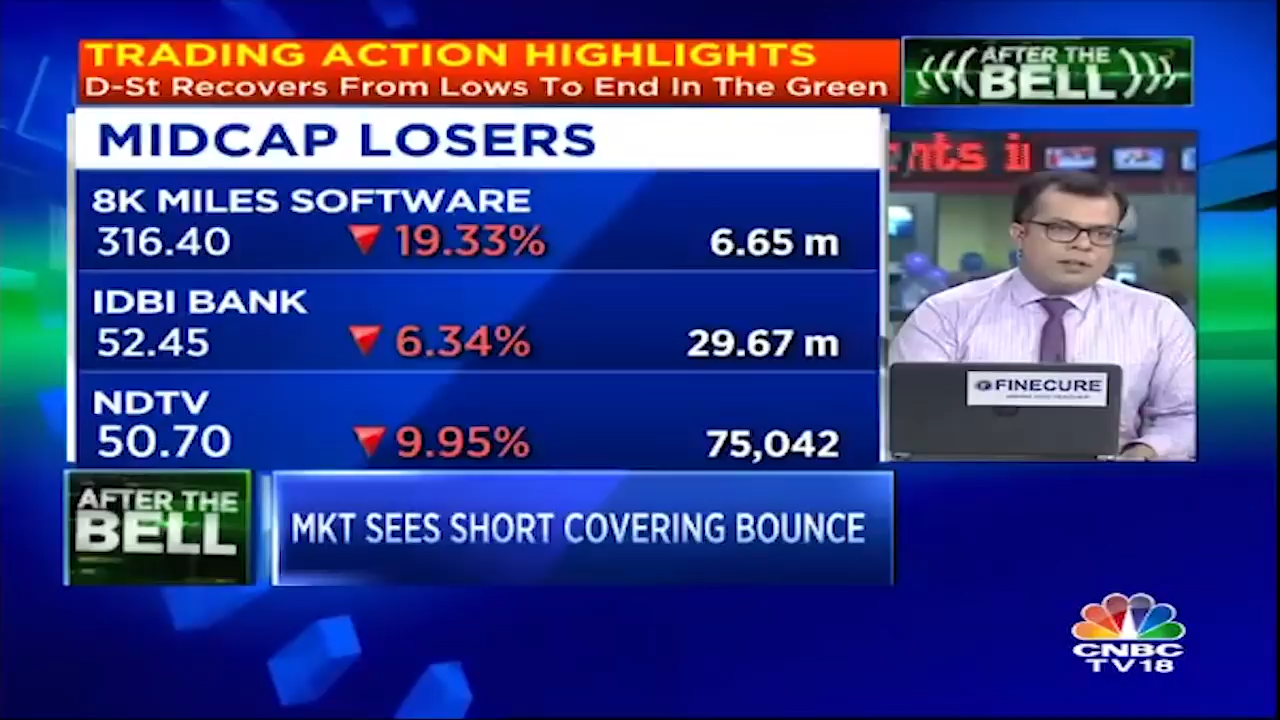 TRADING ACTION HIGHLIGHTS
D-St Recovers From Lows To End In The Green
AFTER THE
BELL
MIDCAP LOSERS
8K MILES SOFTWARE
316.40 19.33% 6.65 m
IDBI BANK
52.45 6.34% 29.67 m
NDTV
50.70 9.95% 75,042
FINECURE
AFTER THE
BELL
MKT SEES SHORT COVERING BOUNCE
CNBC
TV18